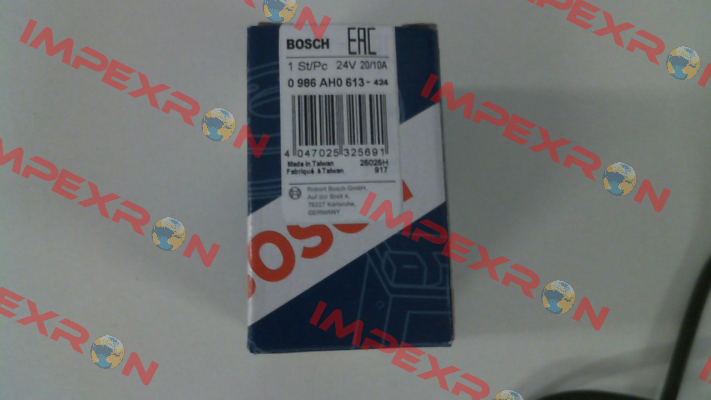 BOSCH EAC
1 St/Pc 24V 20/10A
0 986 AH0 613- 434
4 047025 325691
Made in Taiwan 26026H
Fabriqué à Taiwan 917
Robert Bosch GmbH
Auf der Breit 4,
76227 Karlsruhe,
GERMANY
BOSCH
IMPEXRON
IMPEXRON
IMPEXRON
IMPEXRON
IMPEXRON
IMPEXRON
IMPEXRON